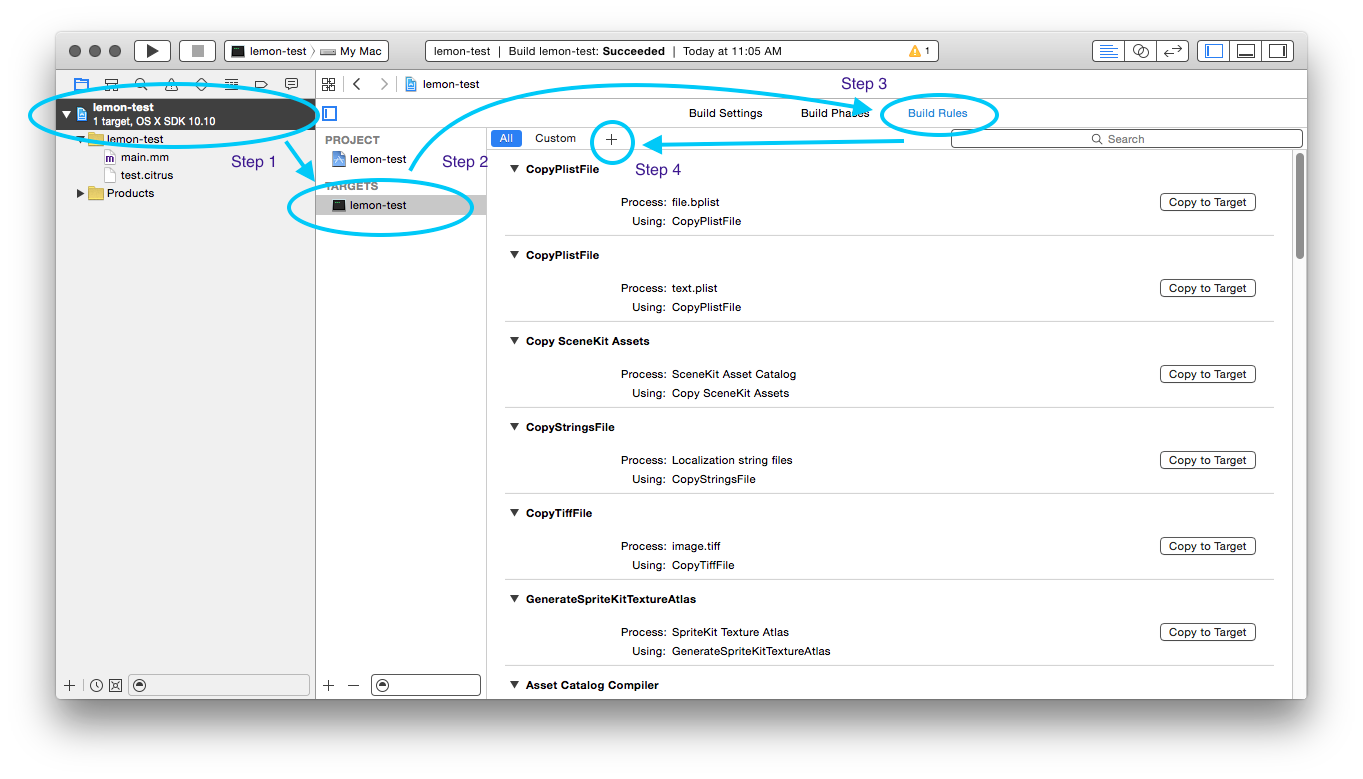 lemon-test 〉 My Mac
lemon-test | Build lemon-test: Succeeded | Today at 11:05 AM 1
lemon-test
Step 3
lemon-test
1 target, OS X SDK 10.10
Build Settings Build Phases Build Rules
lemon-test
main.mm
test.citrus
Products
Step 1
PROJECT
lemon-test
Step 2
TARGETS
lemon-test
All Custom + Search
Step 4
CopyPlistFile
Process: file.bplist
Using: CopyPlistFile
Copy to Target
CopyPlistFile
Process: text.plist
Using: CopyPlistFile
Copy to Target
Copy SceneKit Assets
Process: SceneKit Asset Catalog
Using: Copy SceneKit Assets
Copy to Target
CopyStringsFile
Process: Localization string files
Using: CopyStringsFile
Copy to Target
CopyTiffFile
Process: image.tiff
Using: CopyTiffFile
Copy to Target
GenerateSpriteKitTextureAtlas
Process: SpriteKit Texture Atlas
Using: GenerateSpriteKitTextureAtlas
Copy to Target
Asset Catalog Compiler